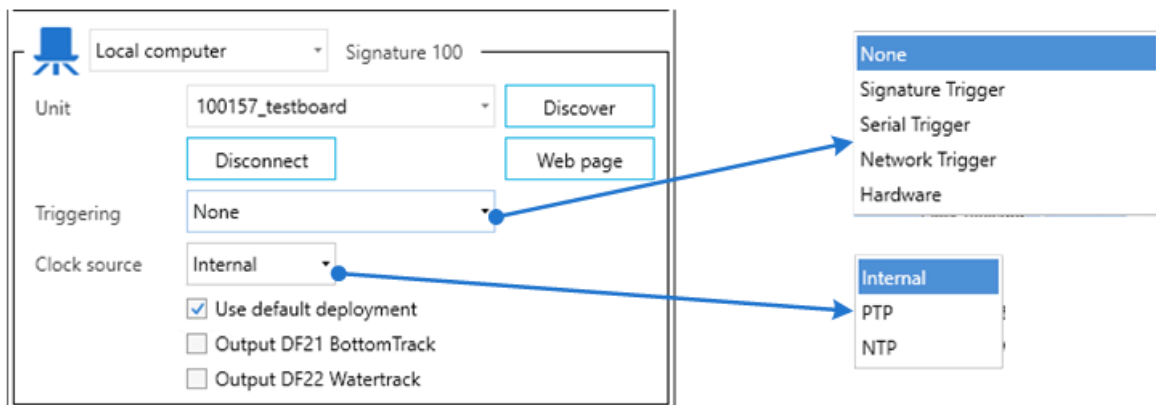 Local computer Signature 100
Unit 100157_testboard Discover
Disconnect Web page
Triggering None
Clock source Internal
Use default deployment
Output DF21 BottomTrack
Output DF22 Watertrack
None
Signature Trigger
Serial Trigger
Network Trigger
Hardware
Internal
PTP
NTP